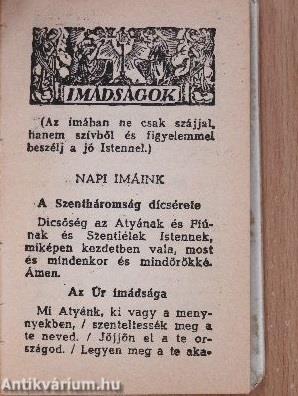 IMÁDSÁGOK
(Az imában ne csak szájjal,
hanem szívből és figyelemmel
beszélj a jó Istennel.)
NAPI IMÁINK
A Szentháromság dicsérete
Dicsőség az Atyának és Fiú-
nak és Szentlélek Istennek,
miképen kezdetben vala, most
és mindenkor és mindörökké.
Ámen.
Az Úr imádsága
Mi Atyánk, ki vagy a meny-
nyekben, / szenteltessék meg a
te neved. / Jöjjön el a te or-
szágod. / Legyen meg a te aka-
Antikvárium.hu